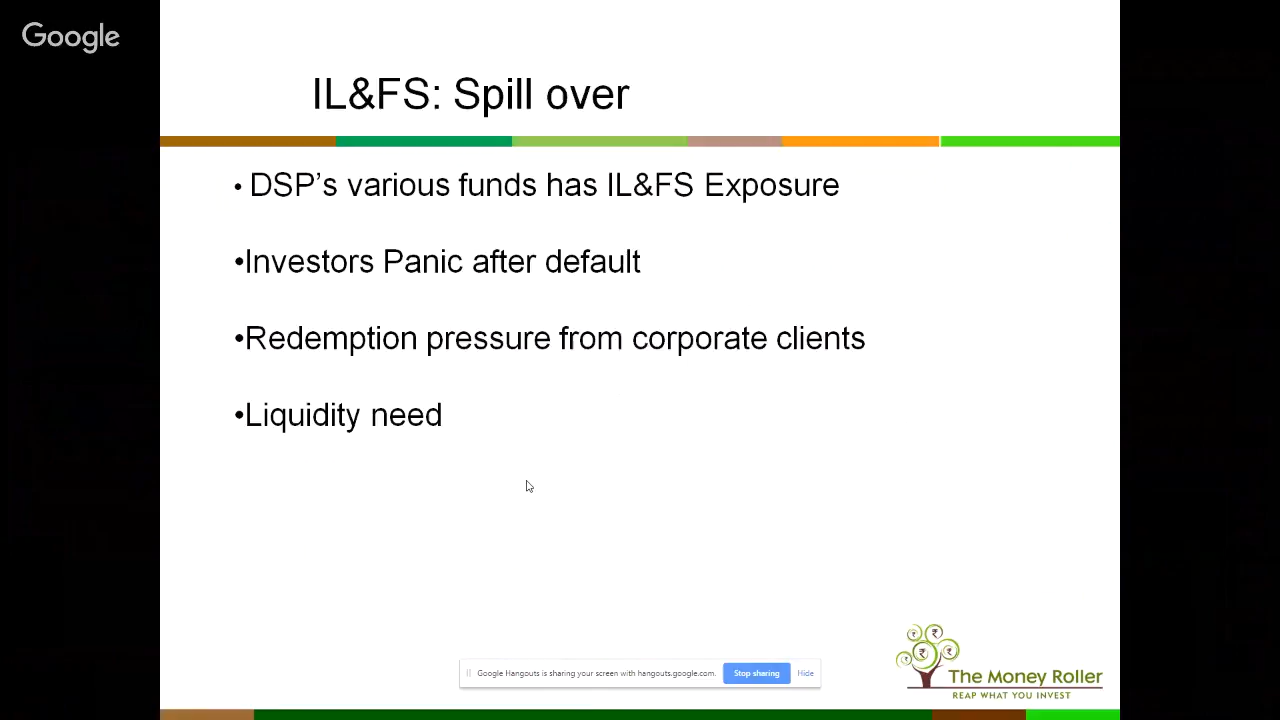 Google
IL&FS: Spill over
• DSP’s various funds has IL&FS Exposure
•Investors Panic after default
•Redemption pressure from corporate clients
•Liquidity need
Google Hangouts is sharing your screen with hangouts.google.com. Stop sharing Hide
The Money Roller
REAP WHAT YOU INVEST